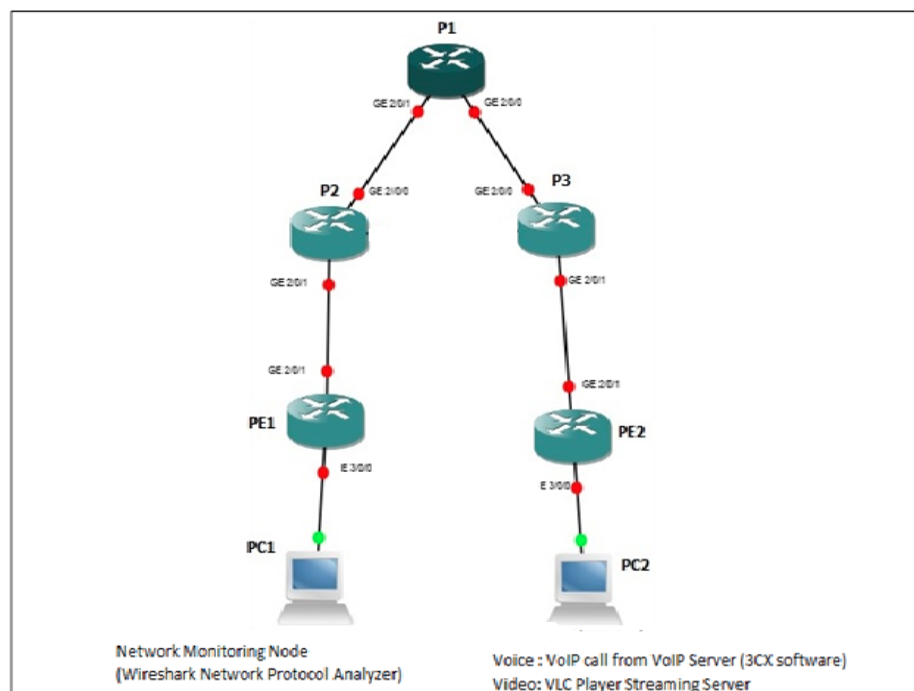 P1
GE 2/0/1
GE 2/0/0
P2
GE 2/0/0
P3
GE 2/0/0
GE 2/0/1
GE 2/0/1
GE 2/0/1
GE 2/0/1
PE1
PE2
E 3/0/0
E 3/0/0
PC1
PC2
Network Monitoring Node
(Wireshark Network Protocol Analyzer)
Voice : VoIP call from VoIP Server (3CX software)
Video: VLC Player Streaming Server